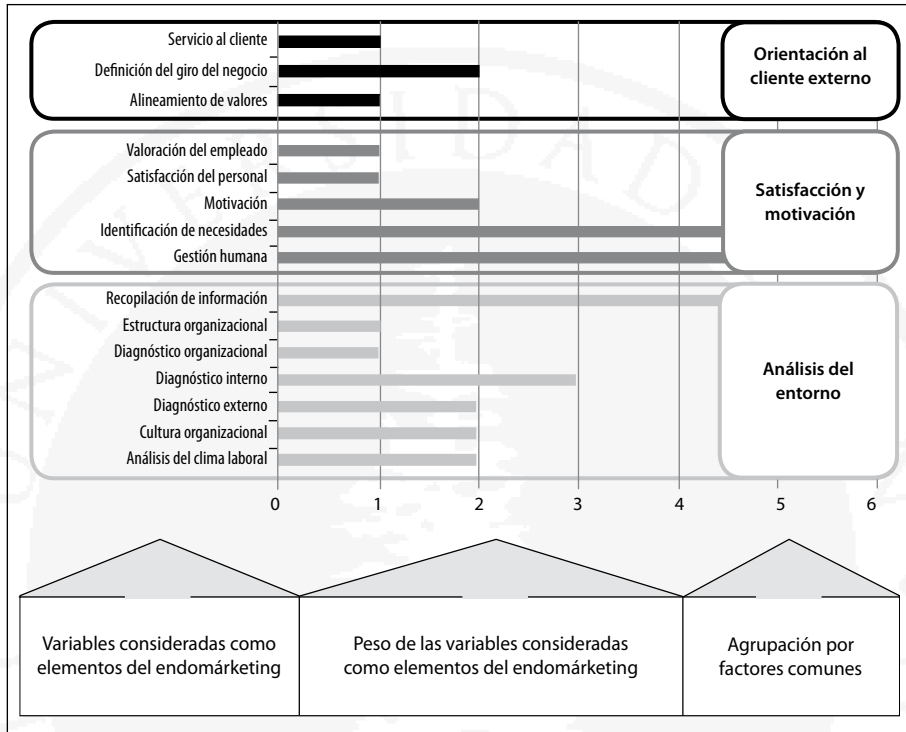 Servicio al cliente
Definición del giro del negocio
Alineamiento de valores
Orientación al
cliente externo
Valoración del empleado
Satisfacción del personal
Motivación
Identificación de necesidades
Gestión humana
Satisfacción y
motivación
Recopilación de información
Estructura organizacional
Diagnóstico organizacional
Diagnóstico interno
Diagnóstico externo
Cultura organizacional
Análisis del clima laboral
Análisis del
entorno
0 1 2 3 4 5 6
Variables consideradas como
elementos del endomárketing
Peso de las variables consideradas
como elementos del endomárketing
Agrupación por
factores comunes
UNIVERSIDAD